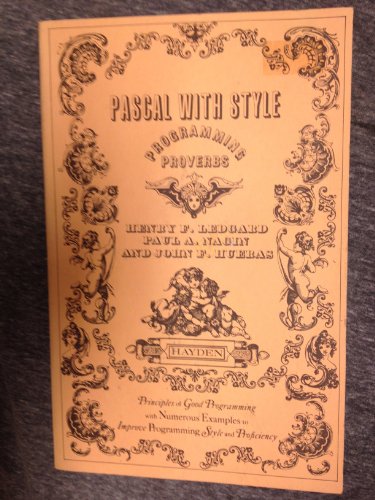 PASCAL WITH STYLE
PROGRAMMING
PROVERBS
HENRY F. LEDGARD
PAUL A. NAGIN
AND JOHN F. HUERAS
HAYDEN
Principles of Good Programming
with Numerous Examples to
Improve Programming Style and Proficiency